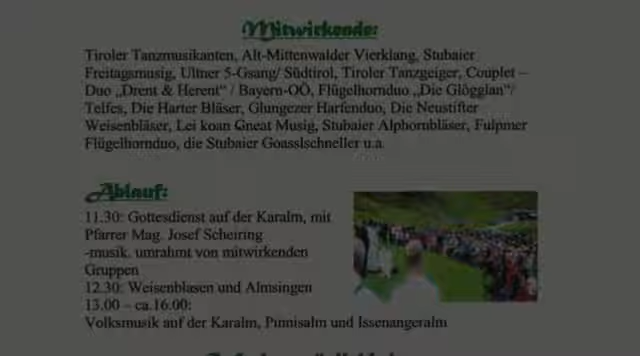 Mitwirkende:
Tiroler Tanzmusikanten, Alt-Mittenwalder Vierklang, Stubaier
Freitagsmusig, Ultner 5-Gsang/ Südtirol, Tiroler Tanzgeiger, Couplet –
Duo „Drent & Herent“ / Bayern-OÖ, Flügelhornduo „Die Glögglan“/
Telfes, Die Harter Bläser, Glungezer Harfenduo, Die Neustifter
Weisenbläser, Lei koan Gneat Musig, Stubaier Alphornbläser, Fulpmer
Flügelhornduo, die Stubaier Goasslschneller u.a.
Ablauf:
11.30: Gottesdienst auf der Karalm, mit
Pfarrer Mag. Josef Scheiring
-musik. umrahmt von mitwirkenden
Gruppen
12.30: Weisenblasen und Almsingen
13.00 – ca.16.00:
Volksmusik auf der Karalm, Pinnisalm und Issenangeralm